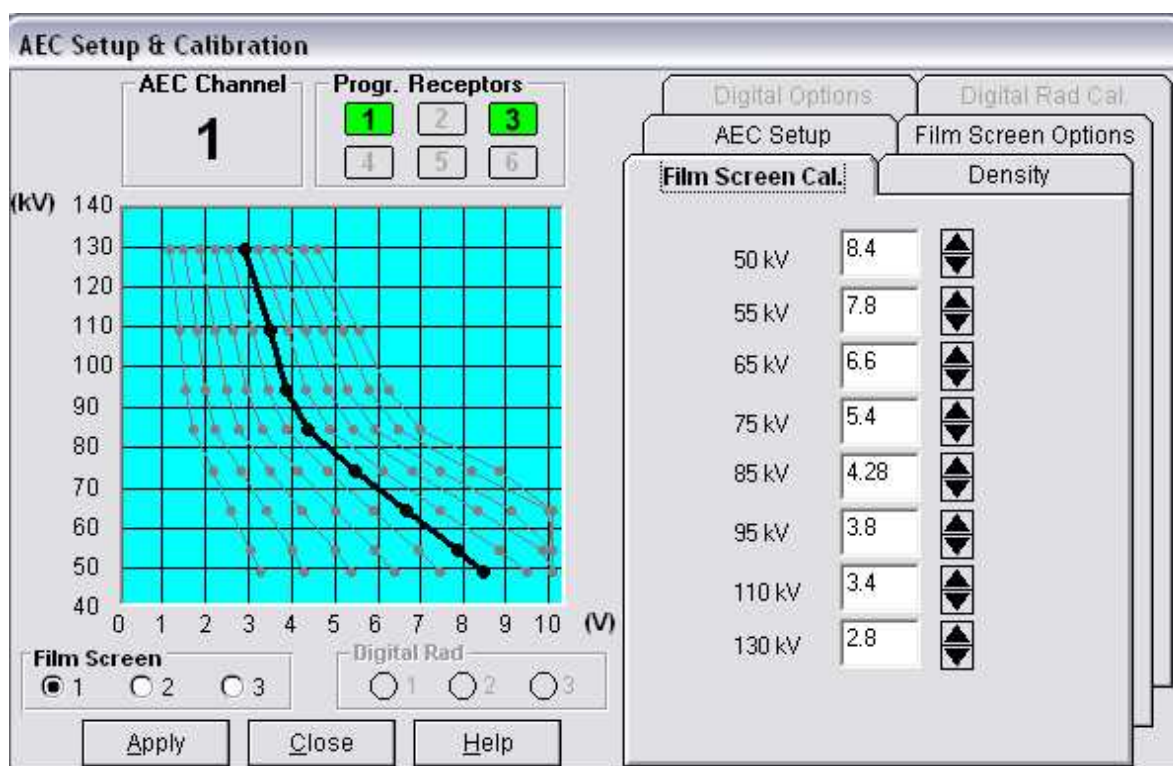 AEC Setup & Calibration
AEC Channel
1
Progr. Receptors
1 2 3
4 5 6
(kV)
140
130
120
110
100
90
80
70
60
50
40
0 1 2 3 4 5 6 7 8 9 10 (V)
Film Screen
1 2 3
Digital Rad
1 2 3
Apply Close Help
Digital Options Digital Rad Cal.
AEC Setup Film Screen Options
Film Screen Cal. Density
50 kV 8.4
55 kV 7.8
65 kV 6.6
75 kV 5.4
85 kV 4.28
95 kV 3.8
110 kV 3.4
130 kV 2.8